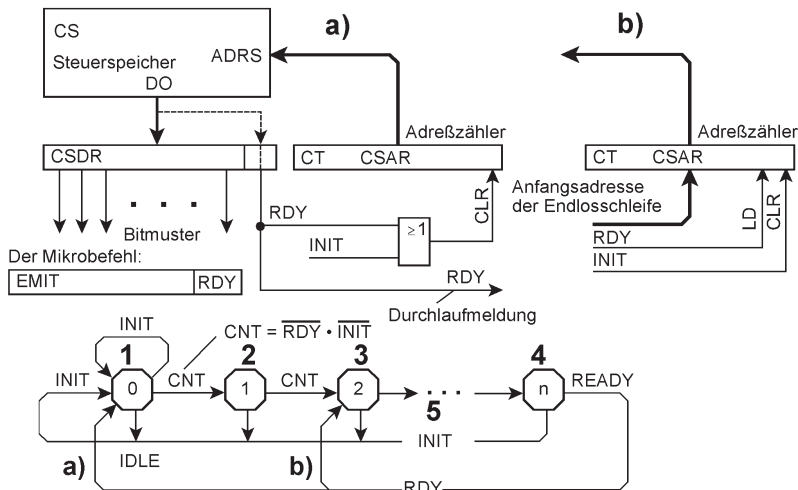 CS
Steuerspeicher
ADRS
DO
a)
b)
Adreßzähler
CSDR
CT CSAR
Bitmuster
Der Mikrobefehl:
EMIT RDY
RDY
INIT
≥1
CLR
RDY
Durchlaufmeldung
Adreßzähler
CT CSAR
Anfangsadresse
der Endlosschleife
RDY
INIT
LD
CLR
INIT
CNT = \overline{RDY} • \overline{INIT}
1 2 3 4
INIT 0 CNT 1 CNT 2 . . . n READY
5
INIT
IDLE
a) b)
RDY